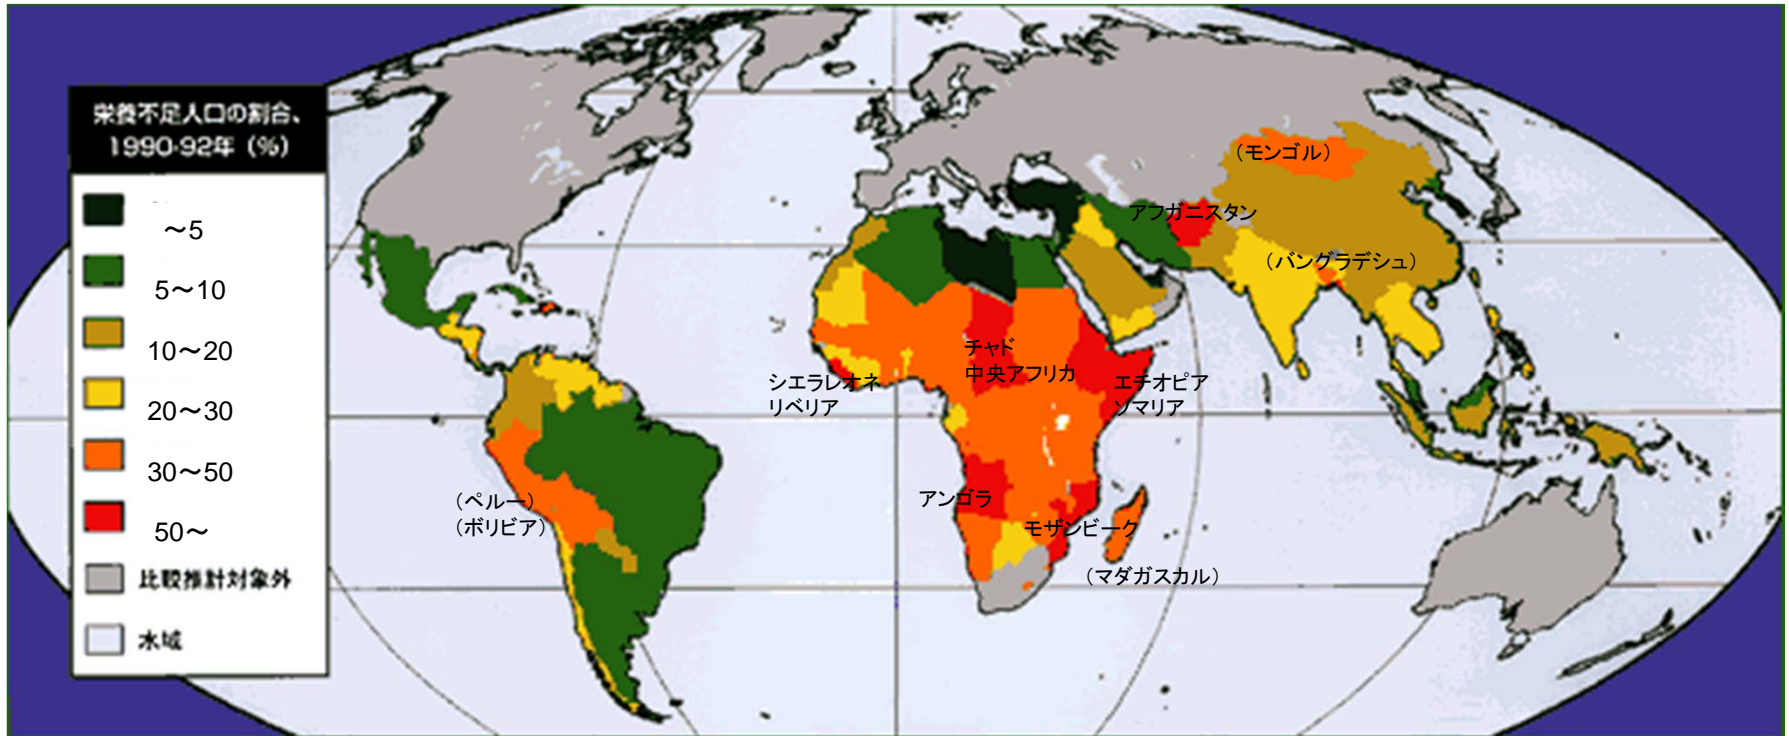 栄養不足人口の割合、
1990-92年（%）
～5
5～10
10～20
20～30
30～50
50～
比較推計対象外
水域
（モンゴル）
アフガニスタン
（バングラデシュ）
チャド
中央アフリカ
シエラレオネ
リベリア
エチオピア
ソマリア
（ペルー）
（ボリビア）
アンゴラ
モザンビーク
（マダガスカル）